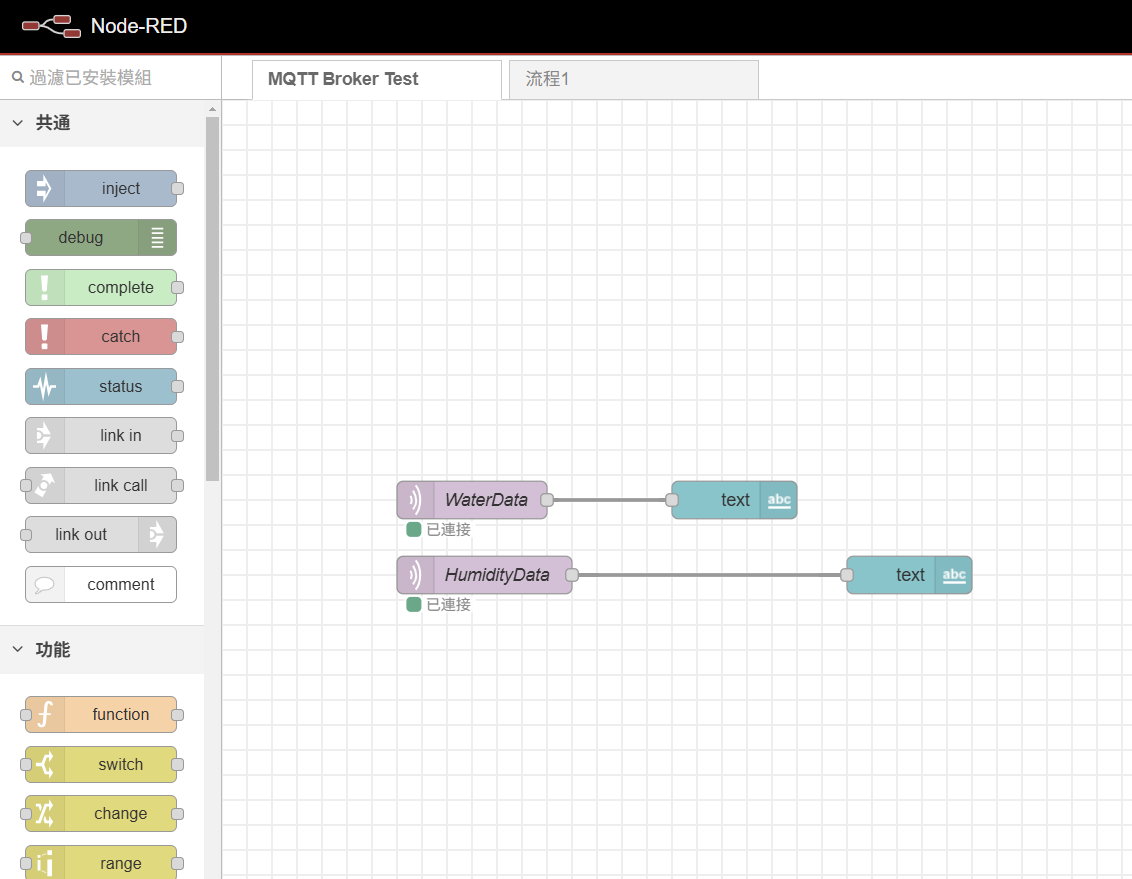 Node-RED
過濾已安裝模組
MQTT Broker Test
流程1
共通
inject
debug
complete
catch
status
link in
link call
link out
comment
功能
function
switch
change
range
WaterData
text
abc
已連接
HumidityData
text
abc
已連接